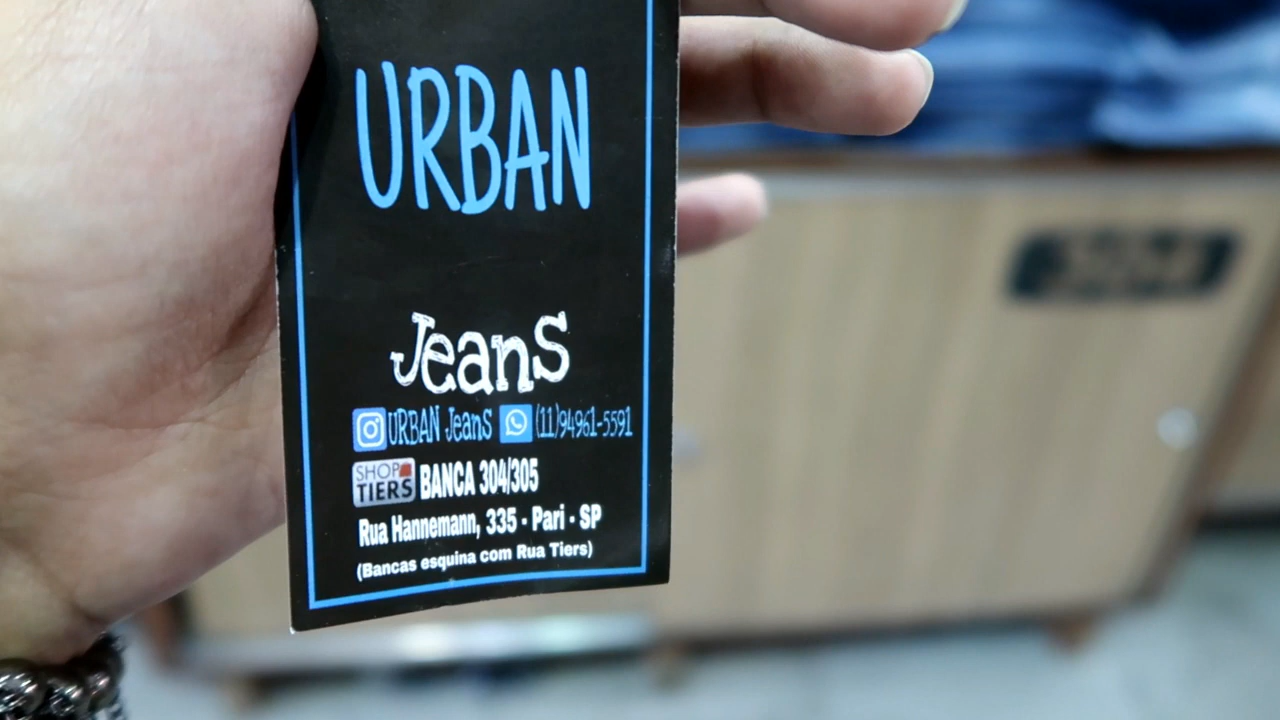 URBAN
Jeans
URBAN Jeans (11)94961-5591
SHOP TIERS BANCA 304/305
Rua Hannemann, 335 - Pari - SP
(Bancas esquina com Rua Tiers)